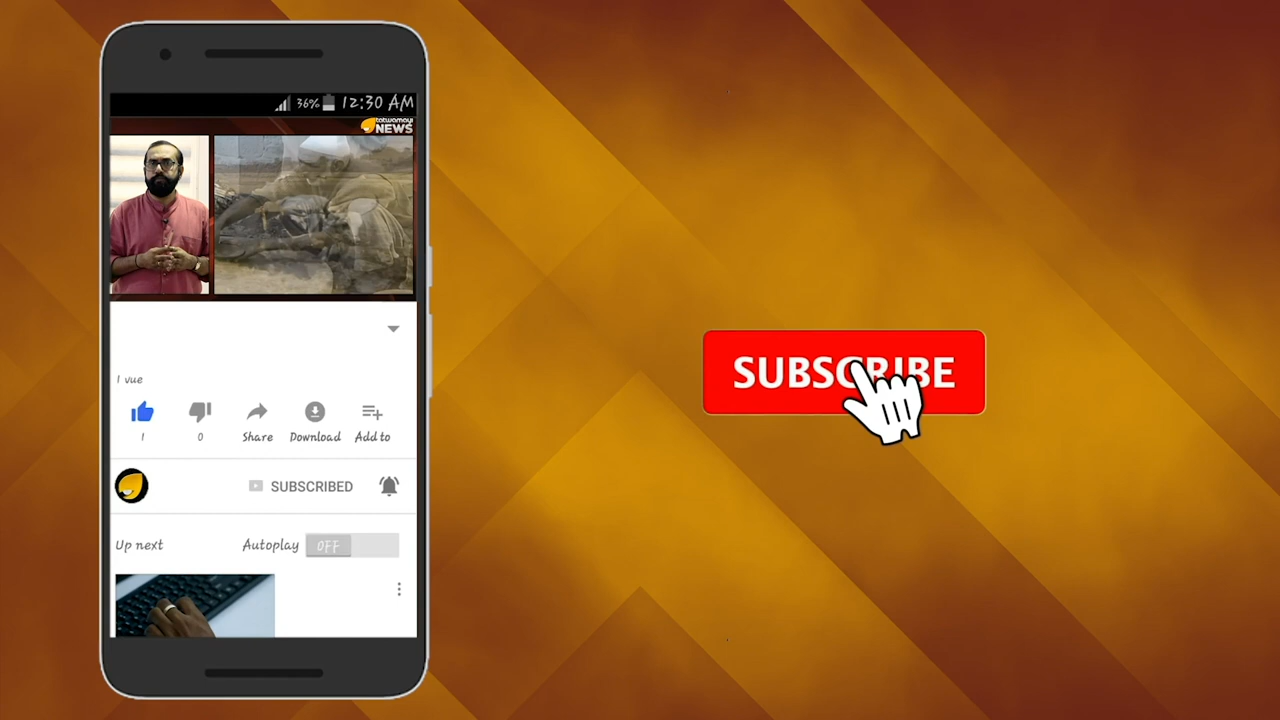 36% 12:30 AM
tatwamayi
NEWS
1 vue
1
0
Share
Download
Add to
SUBSCRIBED
Up next
Autoplay
OFF
SUBSCRIBE